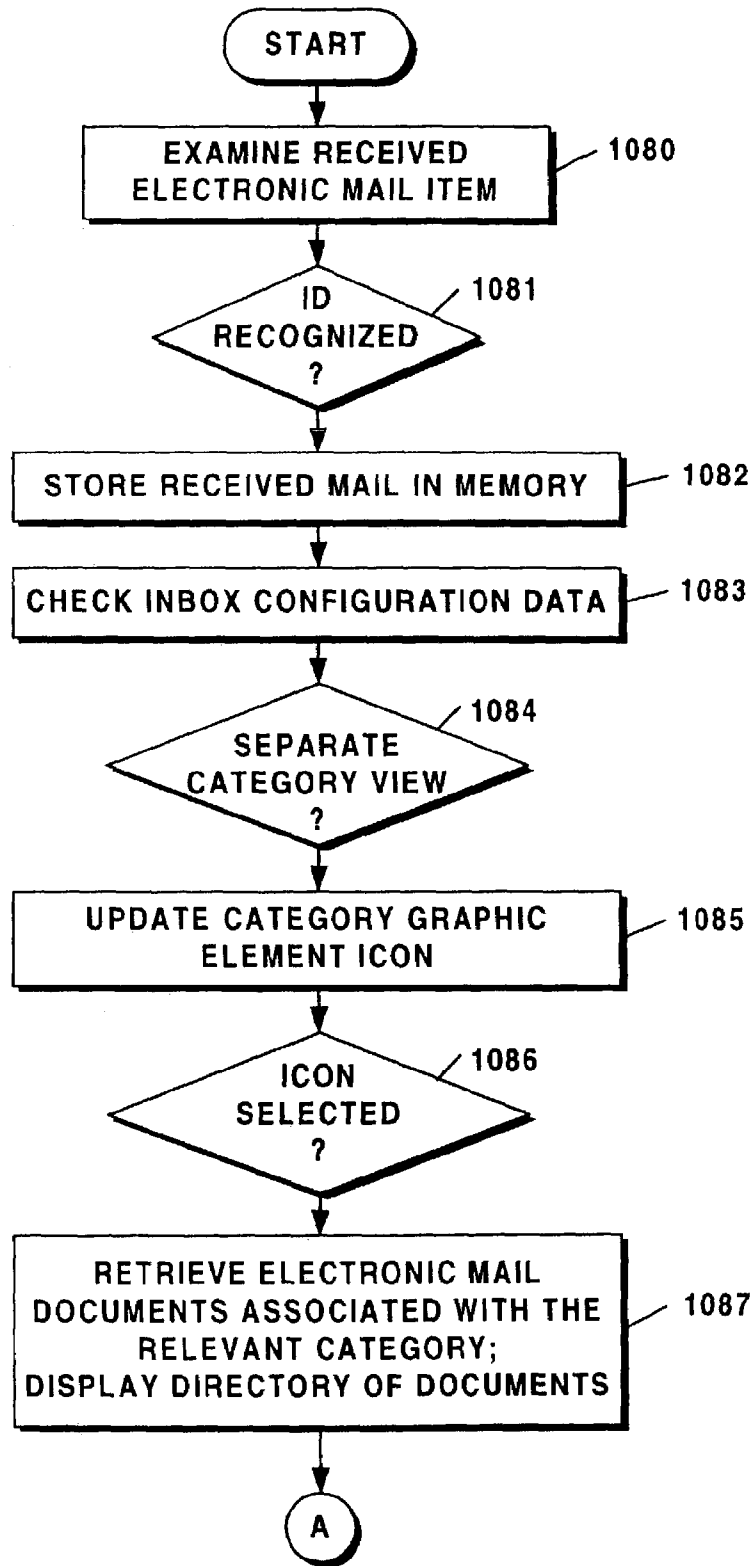 START
EXAMINE RECEIVED
ELECTRONIC MAIL ITEM
1080
ID
RECOGNIZED
?
1081
STORE RECEIVED MAIL IN MEMORY
1082
CHECK INBOX CONFIGURATION DATA
1083
SEPARATE
CATEGORY VIEW
?
1084
UPDATE CATEGORY GRAPHIC
ELEMENT ICON
1085
ICON
SELECTED
?
1086
RETRIEVE ELECTRONIC MAIL
DOCUMENTS ASSOCIATED WITH THE
RELEVANT CATEGORY;
DISPLAY DIRECTORY OF DOCUMENTS
1087
A